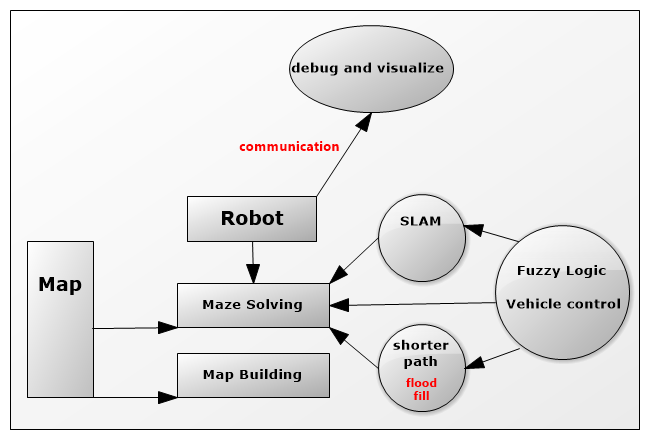 debug and visualize
communication
Robot
SLAM
Map
Fuzzy Logic
Vehicle control
Maze Solving
shorter
path
flood
fill
Map Building